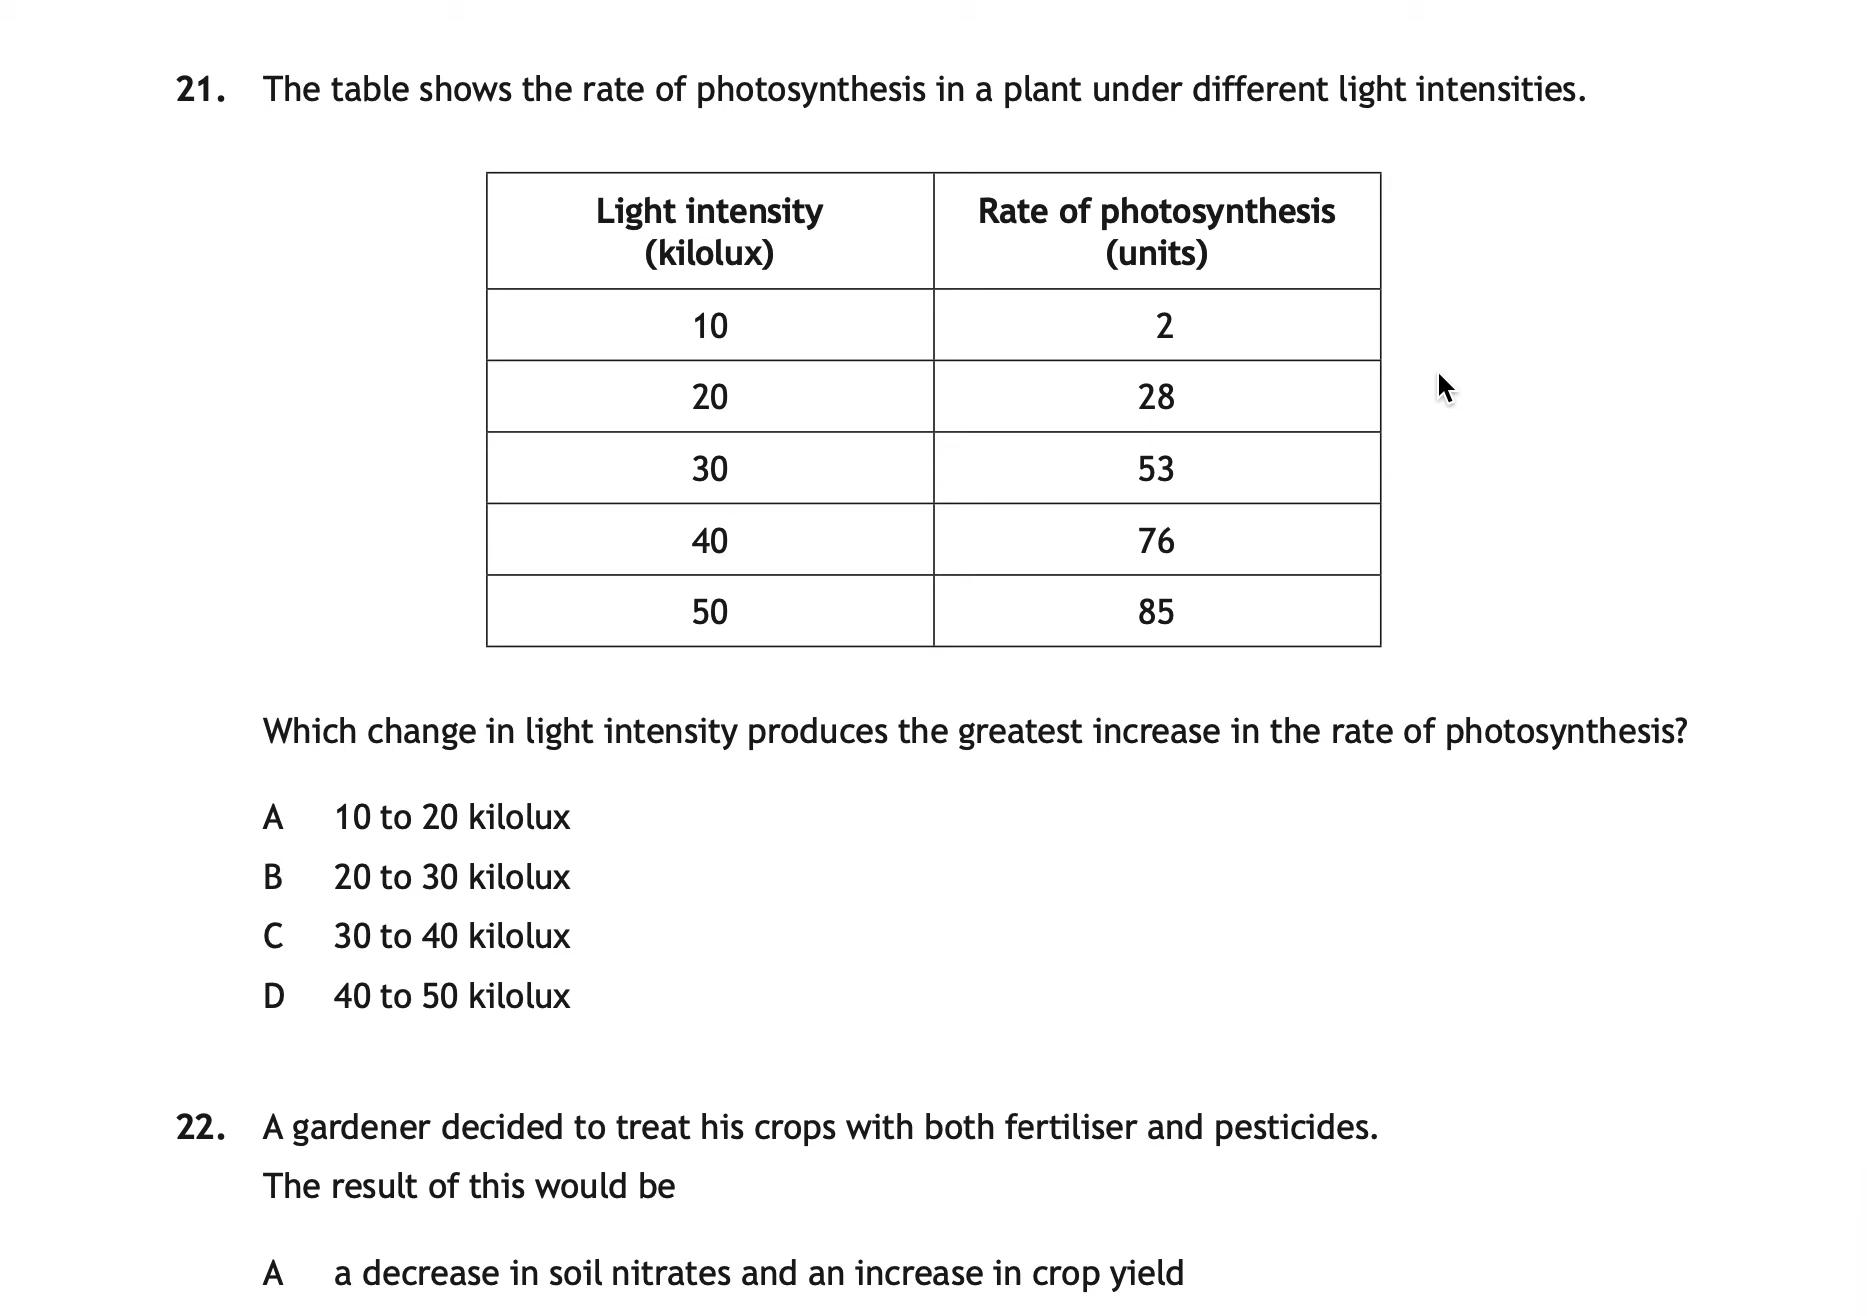 21. The table shows the rate of photosynthesis in a plant under different light intensities.
Light intensity (kilolux) Rate of photosynthesis (units)
10 2
20 28
30 53
40 76
50 85
Which change in light intensity produces the greatest increase in the rate of photosynthesis?
A 10 to 20 kilolux
B 20 to 30 kilolux
C 30 to 40 kilolux
D 40 to 50 kilolux
22. A gardener decided to treat his crops with both fertiliser and pesticides.
The result of this would be
A a decrease in soil nitrates and an increase in crop yield